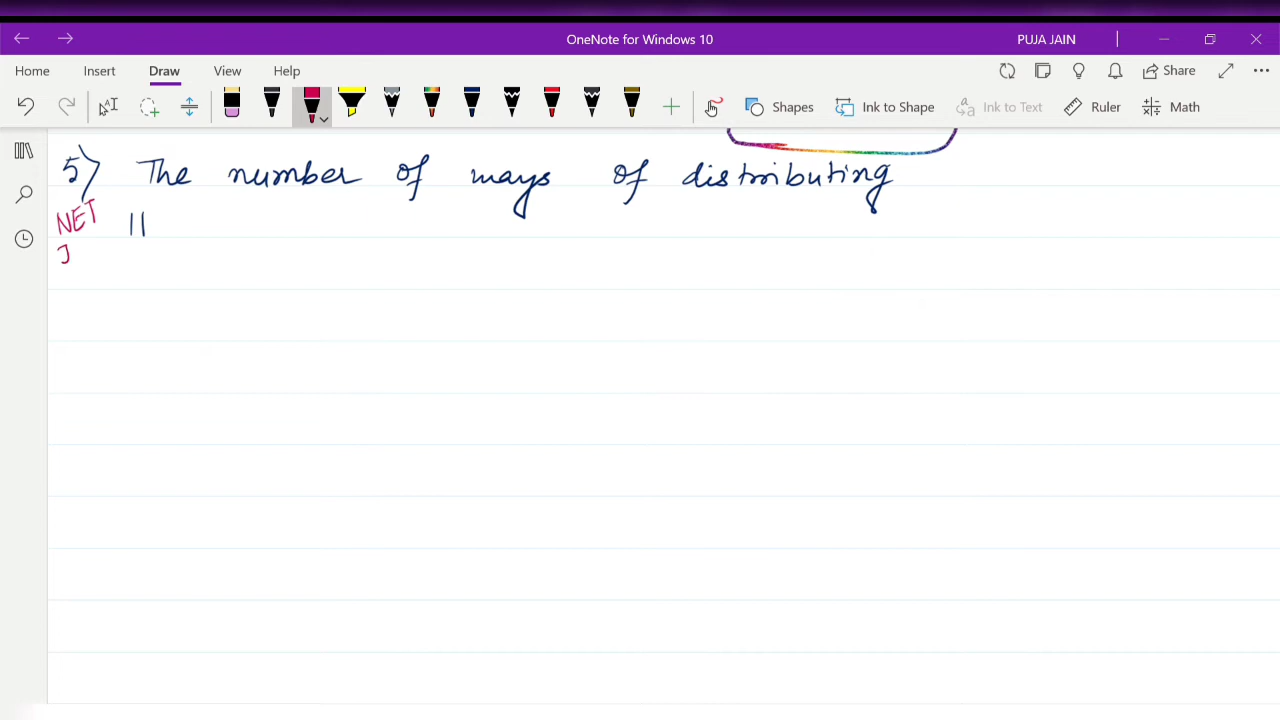 OneNote for Windows 10
PUJA JAIN
Home Insert Draw View Help
Share
Shapes Ink to Shape Ink to Text Ruler Math
5) The number of ways of distributing
NET 11
J